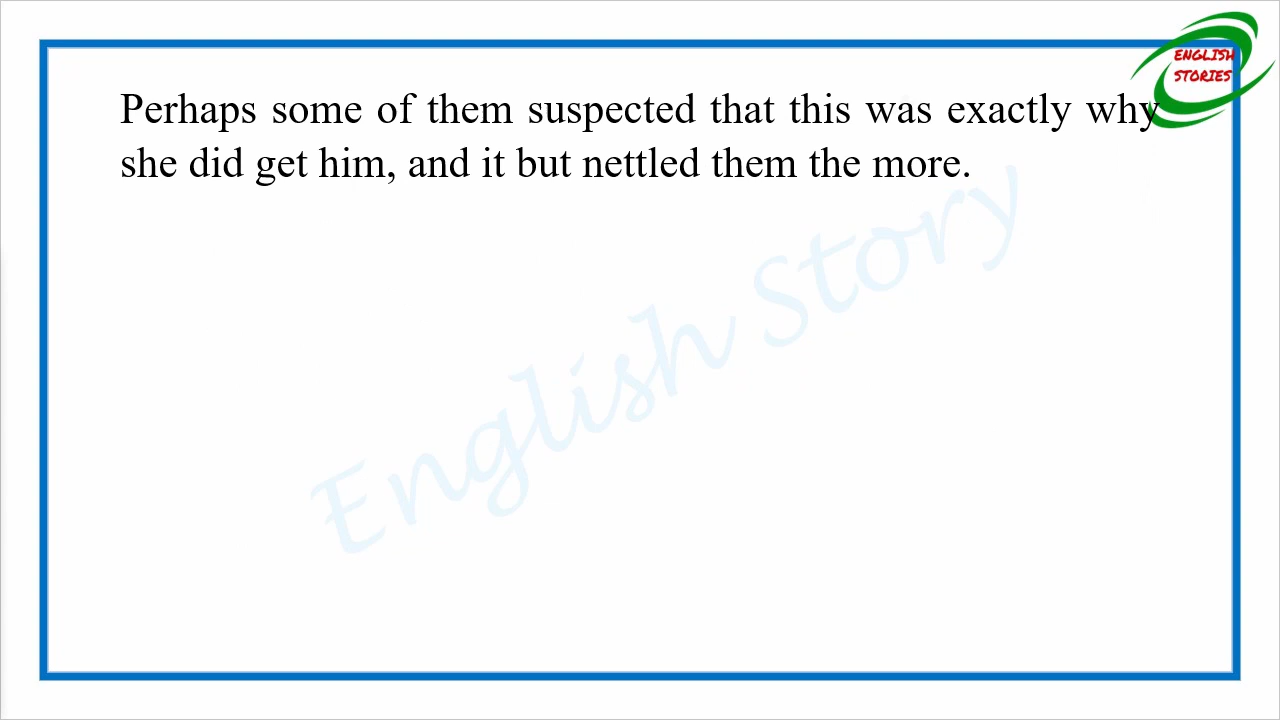 ENGLISH
STORIES
Perhaps some of them suspected that this was exactly why
she did get him, and it but nettled them the more.
English Story